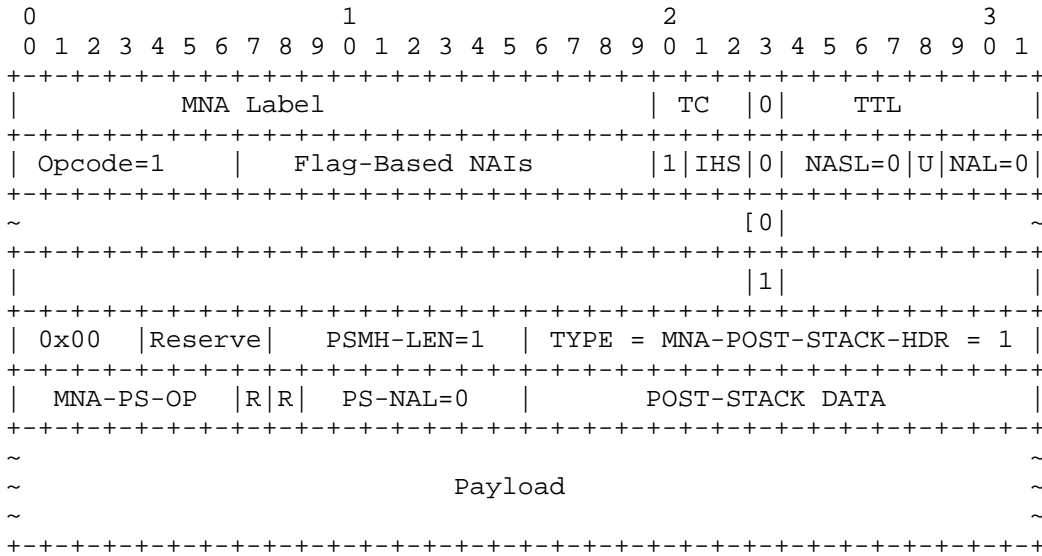 0                   1                   2                   3
 0 1 2 3 4 5 6 7 8 9 0 1 2 3 4 5 6 7 8 9 0 1 2 3 4 5 6 7 8 9 0 1
+-+-+-+-+-+-+-+-+-+-+-+-+-+-+-+-+-+-+-+-+-+-+-+-+-+-+-+-+-+-+-+-+
|          MNA Label                    | TC  |0|    TTL        |
+-+-+-+-+-+-+-+-+-+-+-+-+-+-+-+-+-+-+-+-+-+-+-+-+-+-+-+-+-+-+-+-+
| Opcode=1    |   Flag-Based NAIs       |1|IHS|0| NASL=0|U|NAL=0|
+-+-+-+-+-+-+-+-+-+-+-+-+-+-+-+-+-+-+-+-+-+-+-+-+-+-+-+-+-+-+-+-+
~                                             [0|               ~
+-+-+-+-+-+-+-+-+-+-+-+-+-+-+-+-+-+-+-+-+-+-+-+-+-+-+-+-+-+-+-+-+
|                                             |1|               |
+-+-+-+-+-+-+-+-+-+-+-+-+-+-+-+-+-+-+-+-+-+-+-+-+-+-+-+-+-+-+-+-+
| 0x00  |Reserve|   PSMH-LEN=1  | TYPE = MNA-POST-STACK-HDR = 1 |
+-+-+-+-+-+-+-+-+-+-+-+-+-+-+-+-+-+-+-+-+-+-+-+-+-+-+-+-+-+-+-+-+
|  MNA-PS-OP  |R|R|  PS-NAL=0   |       POST-STACK DATA         |
+-+-+-+-+-+-+-+-+-+-+-+-+-+-+-+-+-+-+-+-+-+-+-+-+-+-+-+-+-+-+-+-+
~                                                               ~
~                           Payload                             ~
~                                                               ~
+-+-+-+-+-+-+-+-+-+-+-+-+-+-+-+-+-+-+-+-+-+-+-+-+-+-+-+-+-+-+-+-+